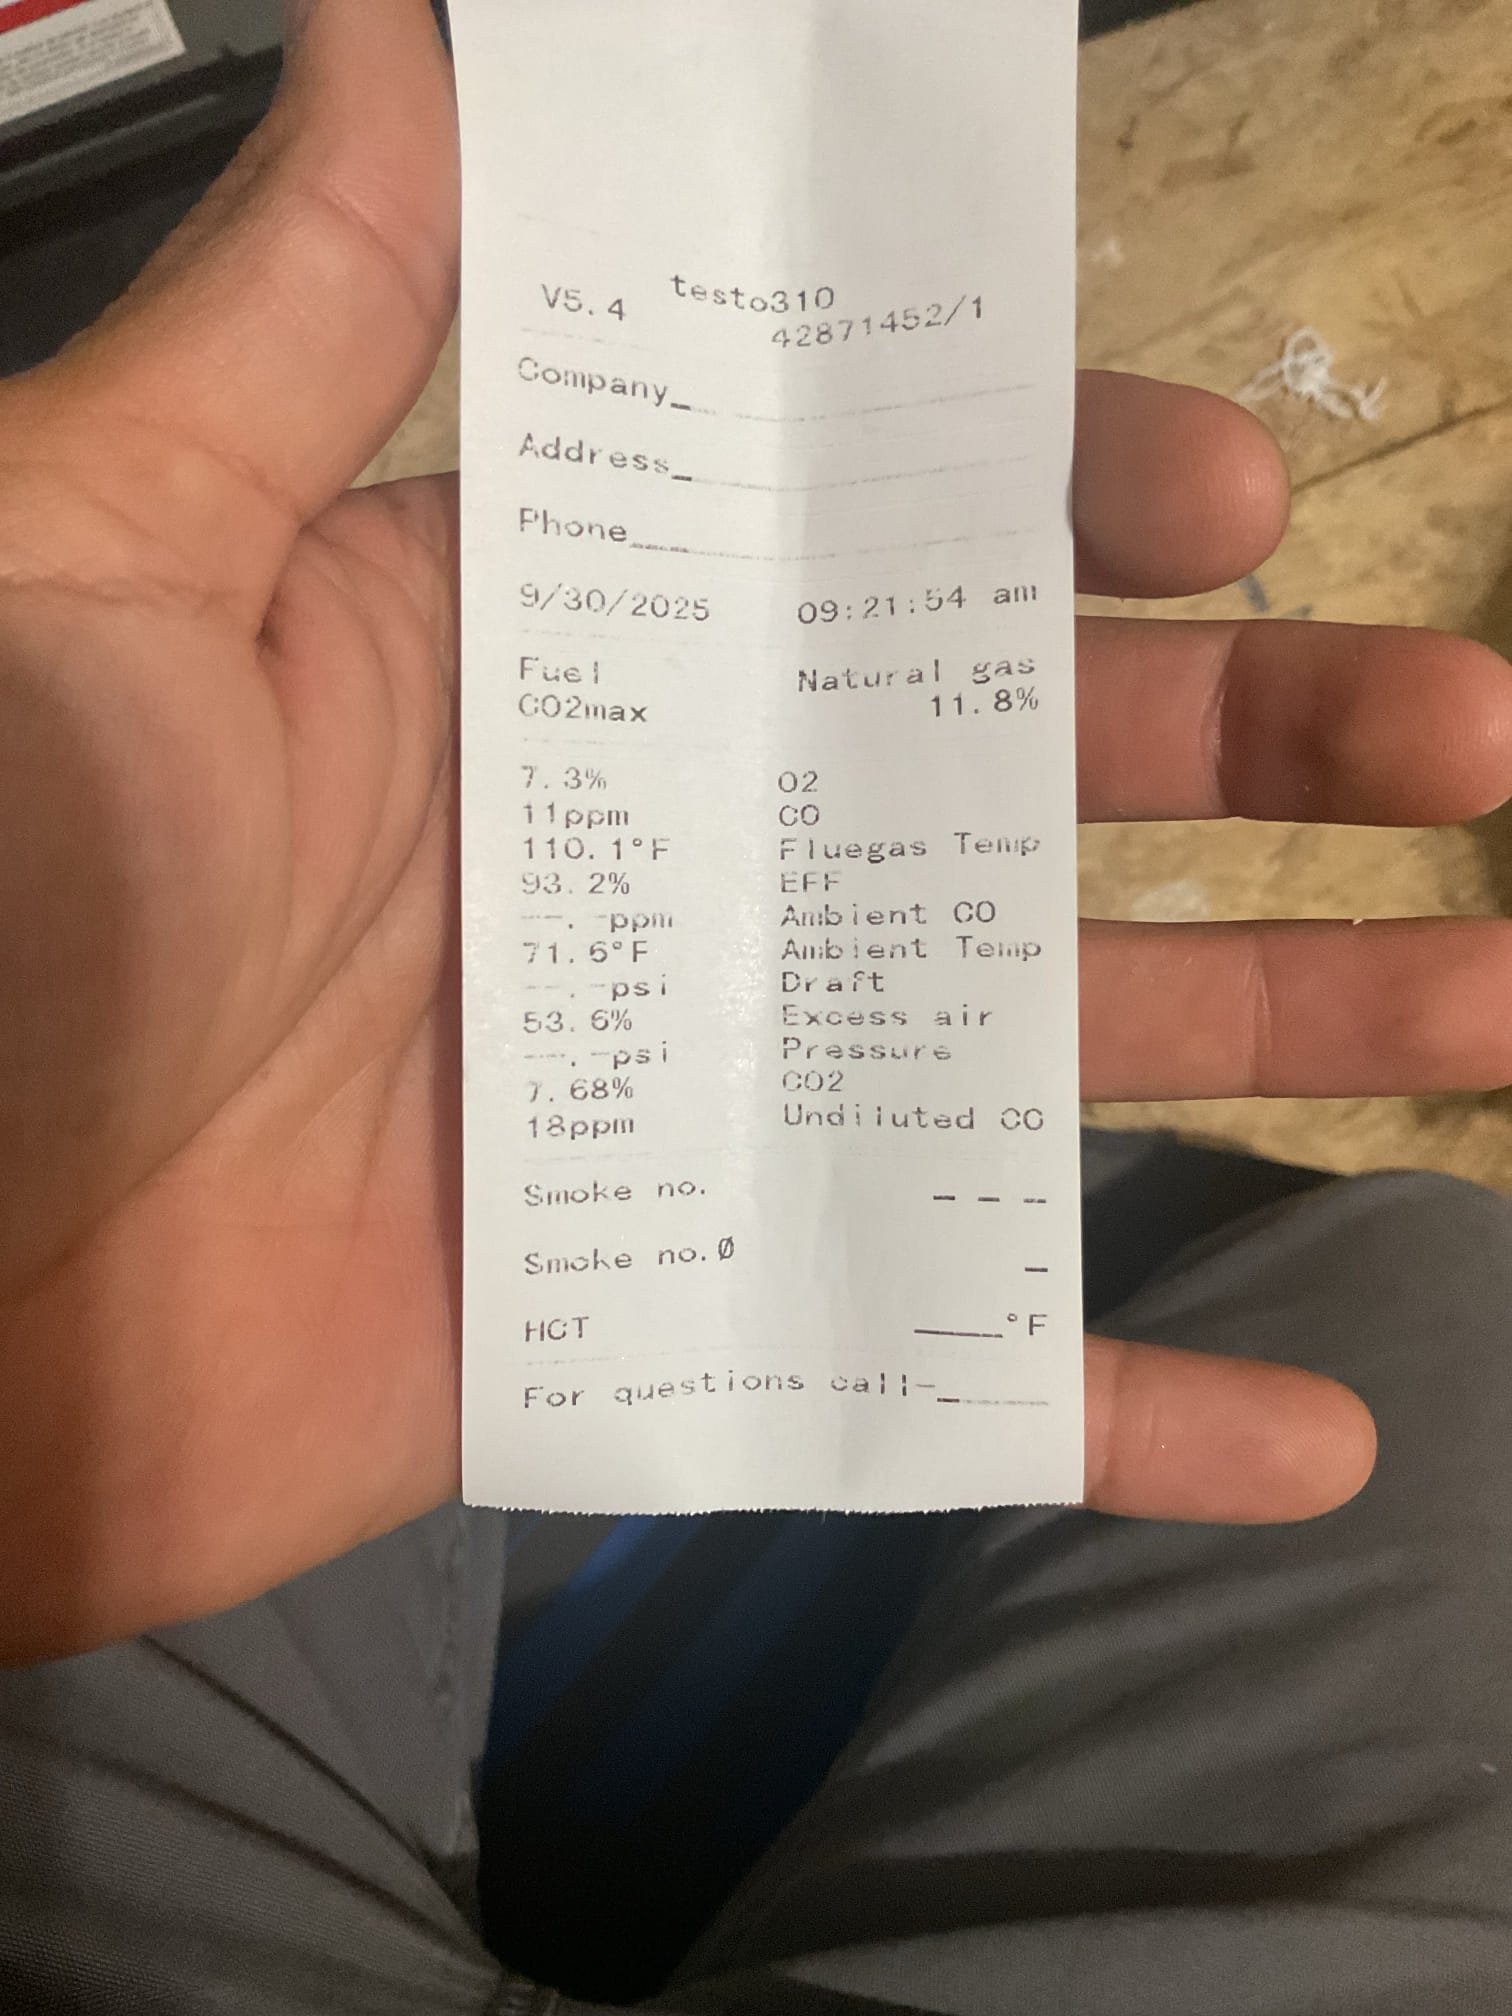 V5.4 testo310
42871452/1
Company_
Address_
Phone____
9/30/2025 09:21:54 am
Fuel Natural gas
CO2max 11.8%
7.3% O2
11ppm CO
110.1°F Fluegas Temp
93.2% EFF
---.-ppm Ambient CO
71.6°F Ambient Temp
--.-psi Draft
53.6% Excess air
---.-psi Pressure
7.68% CO2
18ppm Undiluted CO
Smoke no. _ _ _
Smoke no.Ø _
HCT ____°F
For questions call-_____